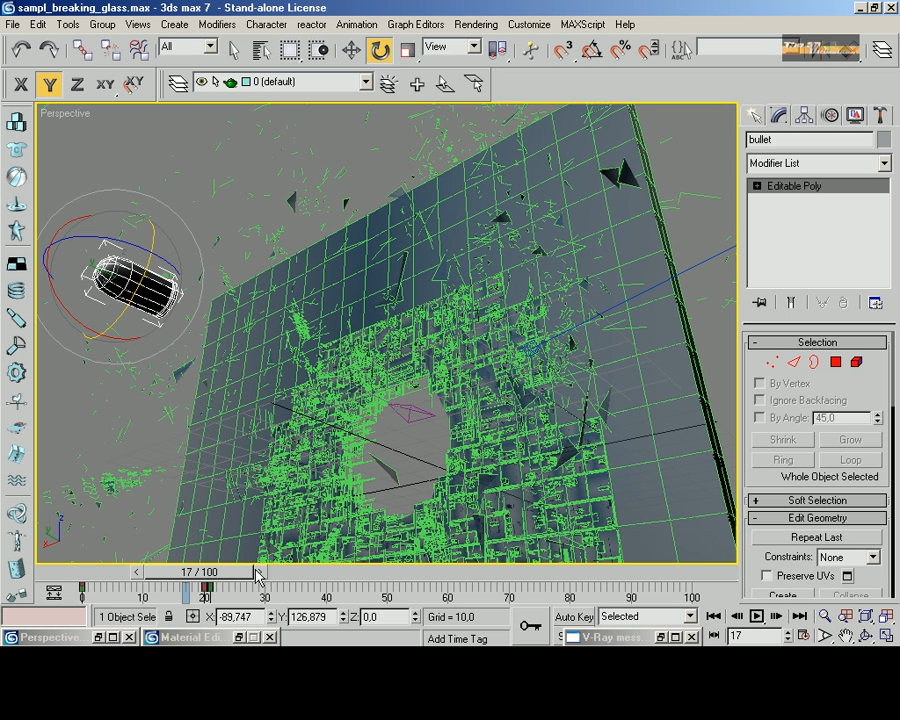 sampl_breaking_glass.max - 3ds max 7 - Stand-alone License
File Edit Tools Group Views Create Modifiers Character reactor Animation Graph Editors Rendering Customize MAXScript Help
All
View
3
%
ABC
X Y Z XY XY
0 (default)
Perspective
bullet
Modifier List
Editable Poly
- Selection
By Vertex
Ignore Backfacing
By Angle: 45,0
Shrink Grow
Ring Loop
Whole Object Selected
+ Soft Selection
- Edit Geometry
Repeat Last
Constraints: None
Preserve UVs
Create Collapse
z
x
< 17 / 100 >
0 10 20 30 40 50 60 70 80 90 100
1 Object Sele X: -89,747 Y: 126,879 Z: 0,0 Grid = 10,0 Auto Key Selected
Add Time Tag 17
Perspective... Material Edi... V-Ray mess...